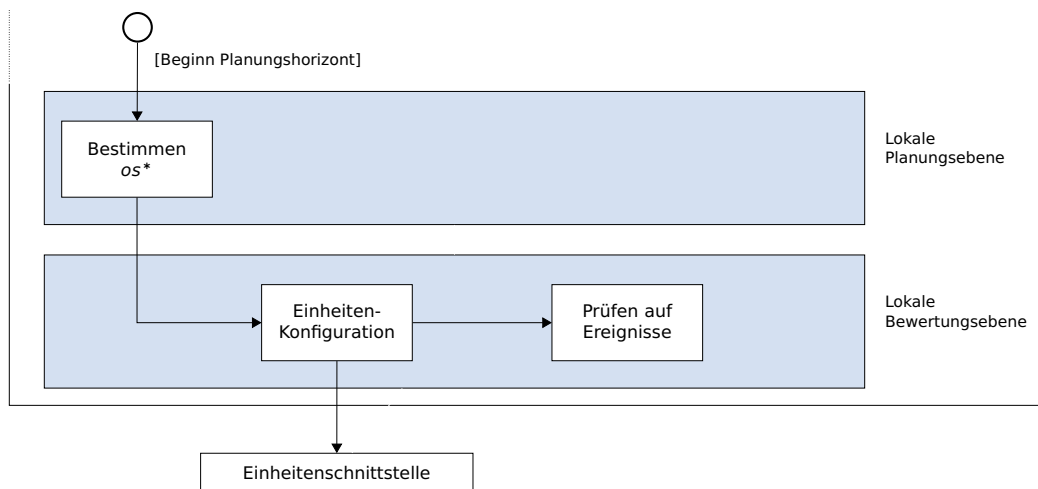 [Beginn Planungshorizont]
Bestimmen
os*
Lokale
Planungsebene
Einheiten-
Konfiguration
Prüfen auf
Ereignisse
Lokale
Bewertungsebene
Einheitenschnittstelle